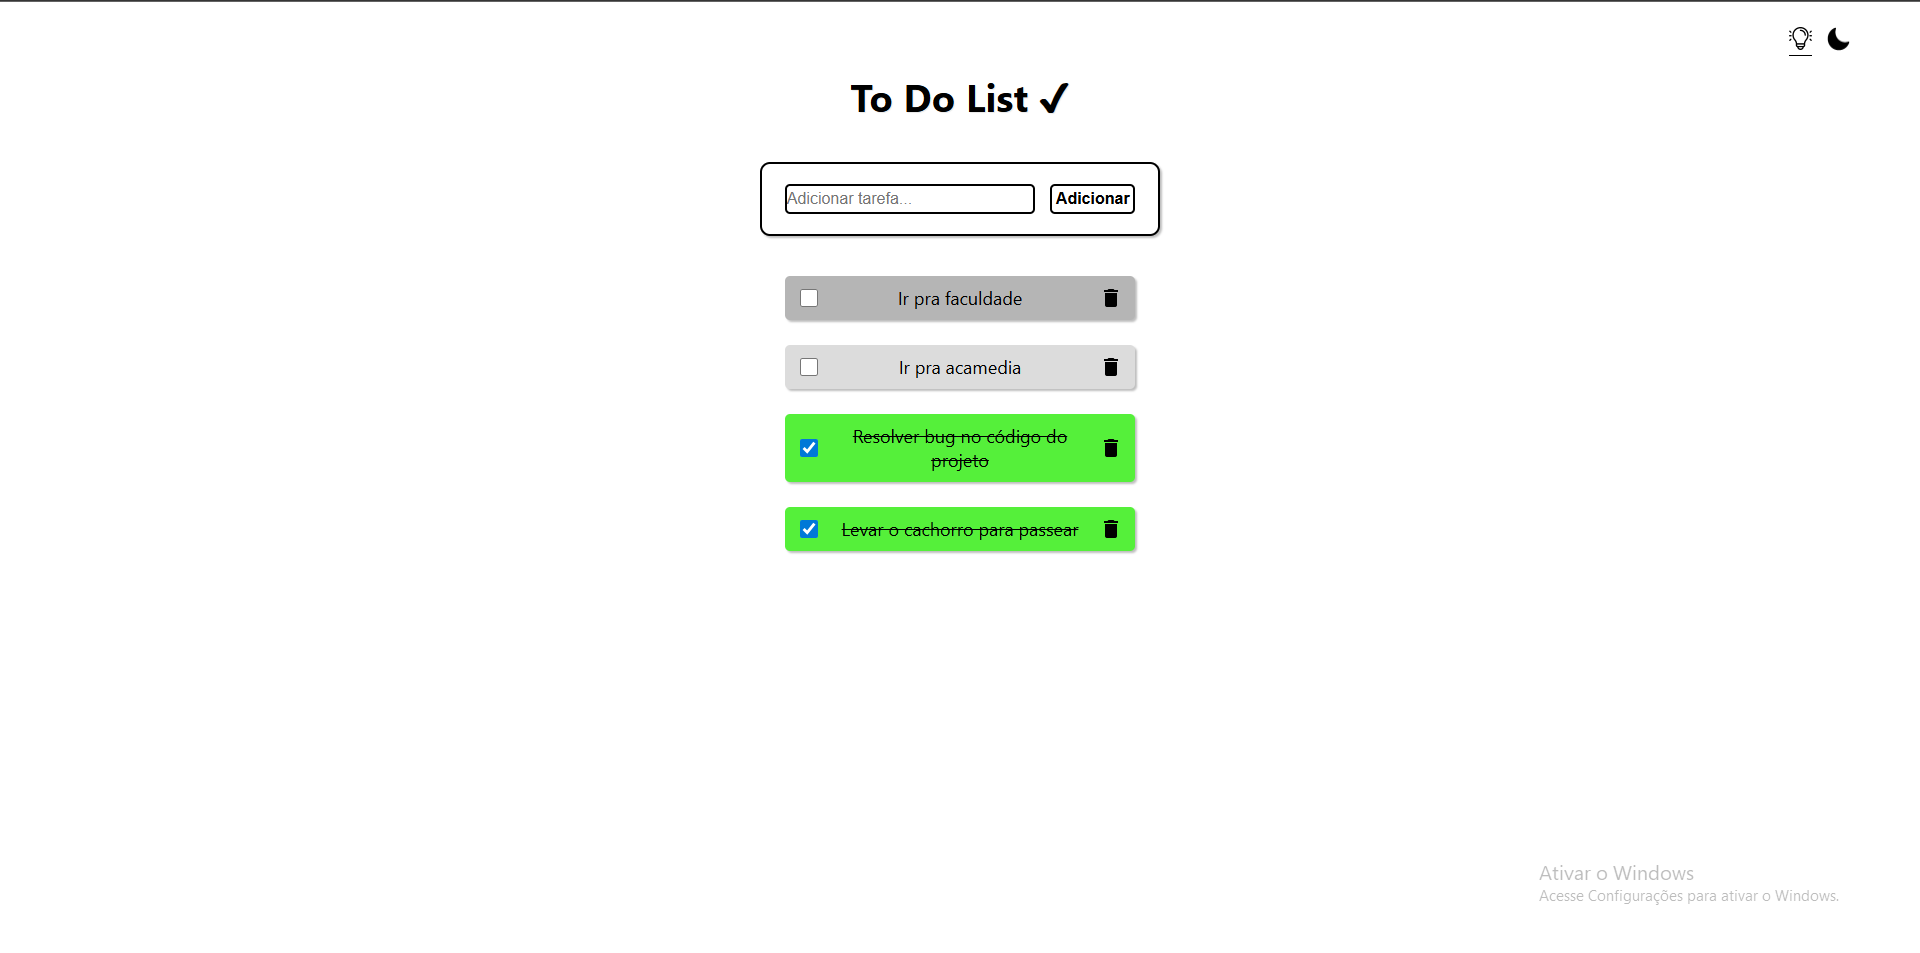 To Do List ✔
Adicionar tarefa...
Adicionar
Ir pra faculdade
Ir pra acamedia
Resolver bug no código do
projeto
Levar o cachorro para passear
Ativar o Windows
Acesse Configurações para ativar o Windows.